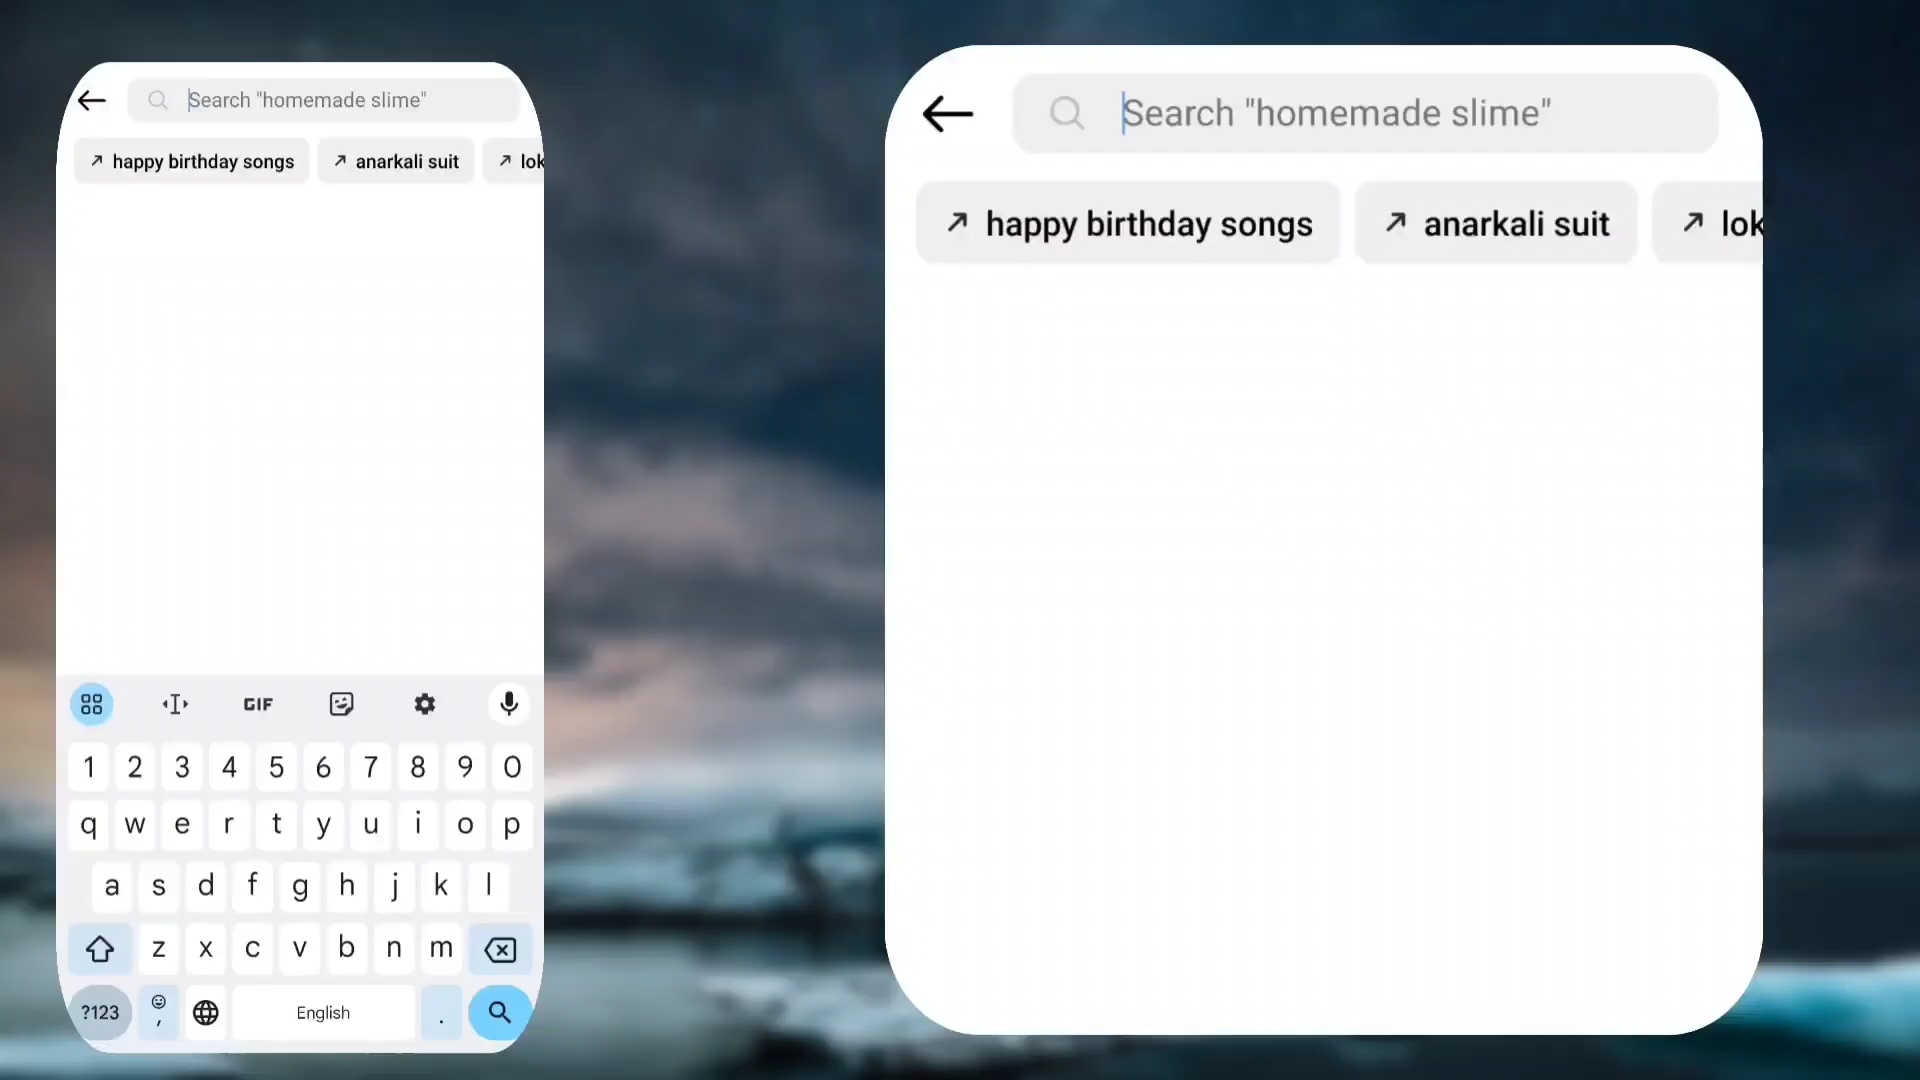 Search "homemade slime"
happy birthday songs anarkali suit lok
GIF
1 2 3 4 5 6 7 8 9 0
q w e r t y u i o p
a s d f g h j k l
z x c v b n m
?123 , English .
Search "homemade slime"
happy birthday songs anarkali suit lok